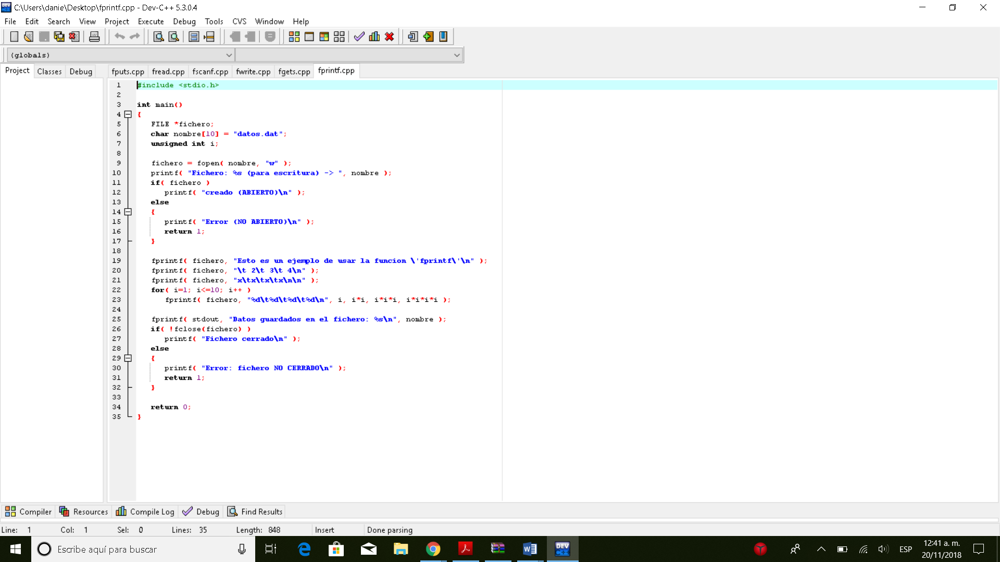 C:\Users\danie\Desktop\fprintf.cpp - Dev-C++ 5.3.0.4
File Edit Search View Project Execute Debug Tools CVS Window Help
(globals)
Project Classes Debug
fputs.cpp fread.cpp fscanf.cpp fwrite.cpp fgets.cpp fprintf.cpp
1 #include <stdio.h>
2
3 int main()
4 {
5 FILE *fichero;
6 char nombre[10] = "datos.dat";
7 unsigned int i;
8
9 fichero = fopen( nombre, "w" );
10 printf( "Fichero: %s (para escritura) -> ", nombre );
11 if( fichero )
12 printf( "creado (ABIERTO)\n" );
13 else
14 {
15 printf( "Error (NO ABIERTO)\n" );
16 return 1;
17 }
18
19 fprintf( fichero, "Esto es un ejemplo de usar la funcion \'fprintf\'\n" );
20 fprintf( fichero, "\t 2\t 3\t 4\n" );
21 fprintf( fichero, "x\tx\tx\tx\n\n" );
22 for( i=1; i<=10; i++ )
23 fprintf( fichero, "%d\t%d\t%d\t%d\n", i, i*i, i*i*i, i*i*i*i );
24
25 fprintf( stdout, "Datos guardados en el fichero: %s\n", nombre );
26 if( !fclose(fichero) )
27 printf( "Fichero cerrado\n" );
28 else
29 {
30 printf( "Error: fichero NO CERRADO\n" );
31 return 1;
32 }
33
34 return 0;
35 }
Compiler Resources Compile Log Debug Find Results
Line: 1 Col: 1 Sel: 0 Lines: 35 Length: 848 Insert Done parsing
Escribe aquí para buscar
DEV C++
ESP
12:41 a. m.
20/11/2018